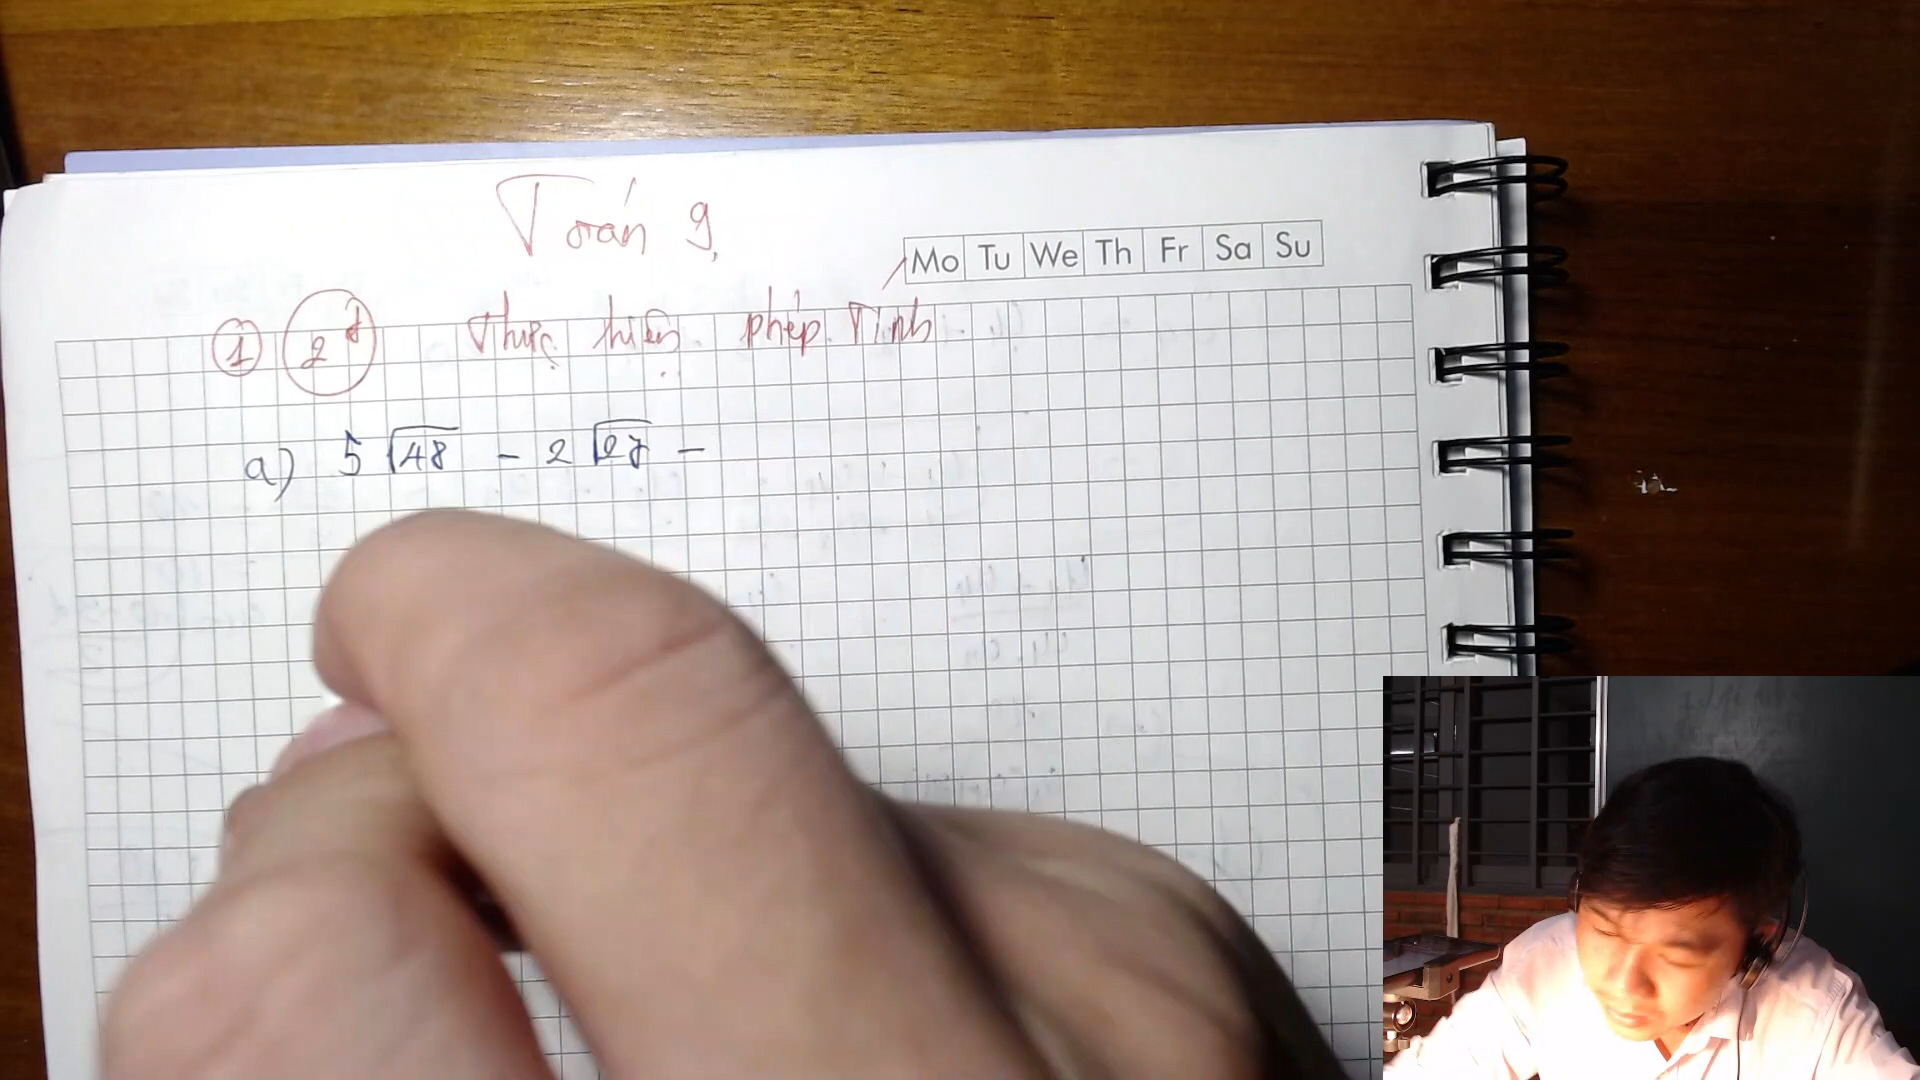 Toán 9
Mo Tu We Th Fr Sa Su
① 2đ Thực hiện phép tính
a) 5√48 - 2√27 -